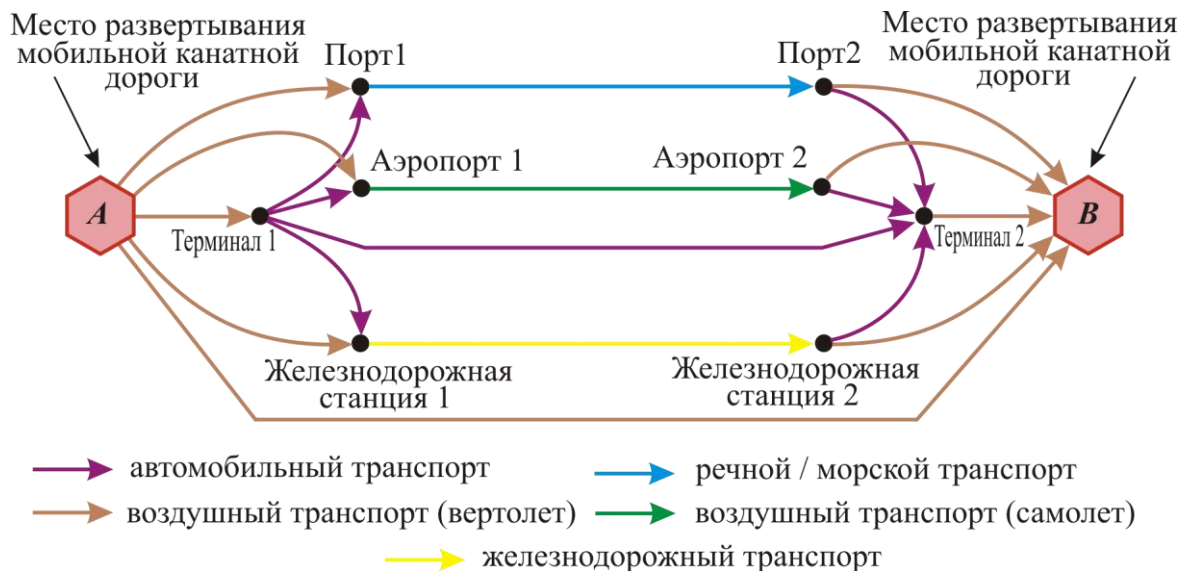 Место развертывания
мобильной канатной
дороги
Порт1
Порт2
Место развертывания
мобильной канатной
дороги
Аэропорт 1
Аэропорт 2
A
Терминал 1
Терминал 2
B
Железнодорожная
станция 1
Железнодорожная
станция 2
автомобильный транспорт
речной / морской транспорт
воздушный транспорт (вертолет)
воздушный транспорт (самолет)
железнодорожный транспорт